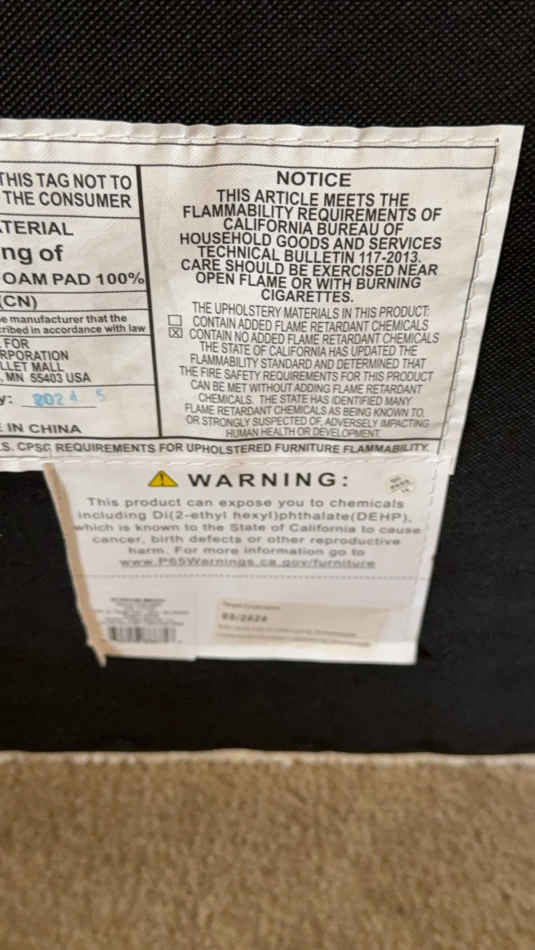 THIS TAG NOT TO
THE CONSUMER
TERIAL
ng of
OAM PAD 100%
(CN)
e manufacturer that the
cribed in accordance with law
FOR
RPORATION
LLET MALL
, MN 55403 USA
y: 2024 5
E IN CHINA
NOTICE
THIS ARTICLE MEETS THE
FLAMMABILITY REQUIREMENTS OF
CALIFORNIA BUREAU OF
HOUSEHOLD GOODS AND SERVICES
TECHNICAL BULLETIN 117-2013.
CARE SHOULD BE EXERCISED NEAR
OPEN FLAME OR WITH BURNING
CIGARETTES.
THE UPHOLSTERY MATERIALS IN THIS PRODUCT:
☐ CONTAIN ADDED FLAME RETARDANT CHEMICALS
☒ CONTAIN NO ADDED FLAME RETARDANT CHEMICALS
THE STATE OF CALIFORNIA HAS UPDATED THE
FLAMMABILITY STANDARD AND DETERMINED THAT
THE FIRE SAFETY REQUIREMENTS FOR THIS PRODUCT
CAN BE MET WITHOUT ADDING FLAME RETARDANT
CHEMICALS. THE STATE HAS IDENTIFIED MANY
FLAME RETARDANT CHEMICALS AS BEING KNOWN TO,
OR STRONGLY SUSPECTED OF, ADVERSELY IMPACTING
HUMAN HEALTH OR DEVELOPMENT.
S. CPSC REQUIREMENTS FOR UPHOLSTERED FURNITURE FLAMMABILITY
⚠ WARNING:
This product can expose you to chemicals
including Di(2-ethyl hexyl)phthalate(DEHP),
which is known to the State of California to cause
cancer, birth defects or other reproductive
harm. For more information go to
www.P65Warnings.ca.gov/furniture